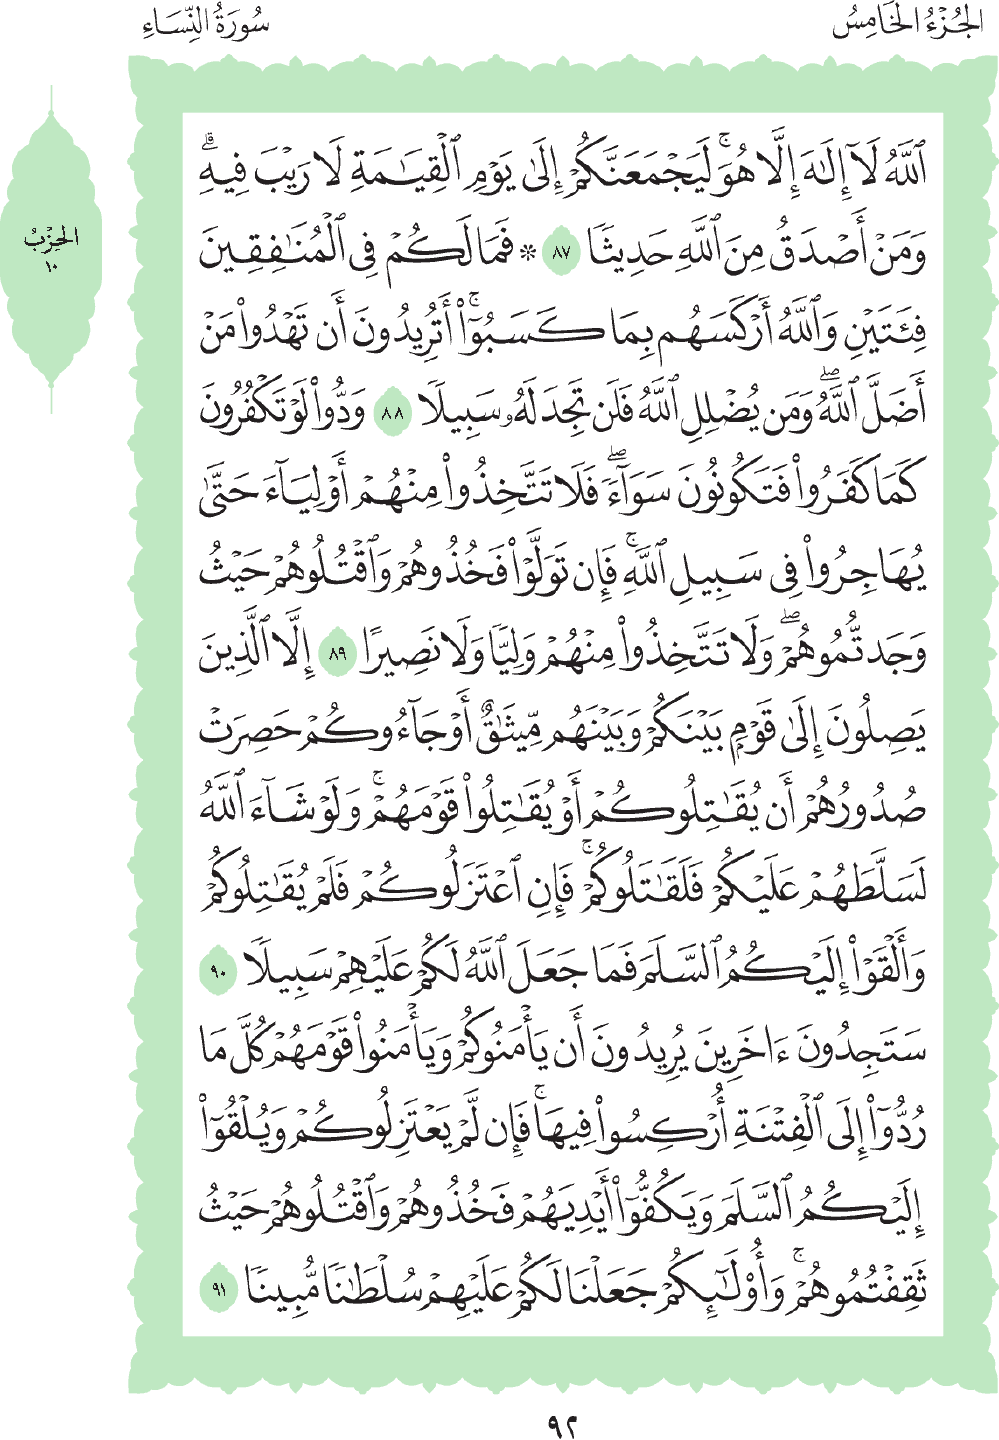 الجُزْءُ الخَامِسُ
سُورَةُ النِّسَاءِ
الحِزْبُ
١٠
ٱللَّهُ لَآ إِلَٰهَ إِلَّا هُوَۚ لَيَجْمَعَنَّكُمْ إِلَىٰ يَوْمِ ٱلْقِيَٰمَةِ لَا رَيْبَ فِيهِۗ
وَمَنْ أَصْدَقُ مِنَ ٱللَّهِ حَدِيثًا ٨٧ * فَمَا لَكُمْ فِى ٱلْمُنَٰفِقِينَ
فِئَتَيْنِ وَٱللَّهُ أَرْكَسَهُم بِمَا كَسَبُوٓا۟ۚ أَتُرِيدُونَ أَن تَهْدُوا۟ مَنْ
أَضَلَّ ٱللَّهُۖ وَمَن يُضْلِلِ ٱللَّهُ فَلَن تَجِدَ لَهُۥ سَبِيلًا ٨٨ وَدُّوا۟ لَوْ تَكْفُرُونَ
كَمَا كَفَرُوا۟ فَتَكُونُونَ سَوَآءًۖ فَلَا تَتَّخِذُوا۟ مِنْهُمْ أَوْلِيَآءَ حَتَّىٰ
يُهَاجِرُوا۟ فِى سَبِيلِ ٱللَّهِۚ فَإِن تَوَلَّوْا۟ فَخُذُوهُمْ وَٱقْتُلُوهُمْ حَيْثُ
وَجَدتُّمُوهُمْۖ وَلَا تَتَّخِذُوا۟ مِنْهُمْ وَلِيًّا وَلَا نَصِيرًا ٨٩ إِلَّا ٱلَّذِينَ
يَصِلُونَ إِلَىٰ قَوْمٍۭ بَيْنَكُمْ وَبَيْنَهُم مِّيثَٰقٌ أَوْ جَآءُوكُمْ حَصِرَتْ
صُدُورُهُمْ أَن يُقَٰتِلُوكُمْ أَوْ يُقَٰتِلُوا۟ قَوْمَهُمْۚ وَلَوْ شَآءَ ٱللَّهُ
لَسَلَّطَهُمْ عَلَيْكُمْ فَلَقَٰتَلُوكُمْۚ فَإِنِ ٱعْتَزَلُوكُمْ فَلَمْ يُقَٰتِلُوكُمْ
وَأَلْقَوْا۟ إِلَيْكُمُ ٱلسَّلَمَ فَمَا جَعَلَ ٱللَّهُ لَكُمْ عَلَيْهِمْ سَبِيلًا ٩٠
سَتَجِدُونَ ءَاخَرِينَ يُرِيدُونَ أَن يَأْمَنُوكُمْ وَيَأْمَنُوا۟ قَوْمَهُمْ كُلَّ مَا
رُدُّوٓا۟ إِلَى ٱلْفِتْنَةِ أُرْكِسُوا۟ فِيهَاۚ فَإِن لَّمْ يَعْتَزِلُوكُمْ وَيُلْقُوٓا۟
إِلَيْكُمُ ٱلسَّلَمَ وَيَكُفُّوٓا۟ أَيْدِيَهُمْ فَخُذُوهُمْ وَٱقْتُلُوهُمْ حَيْثُ
ثَقِفْتُمُوهُمْۚ وَأُو۟لَٰٓئِكُمْ جَعَلْنَا لَكُمْ عَلَيْهِمْ سُلْطَٰنًا مُّبِينًا ٩١
٩٢